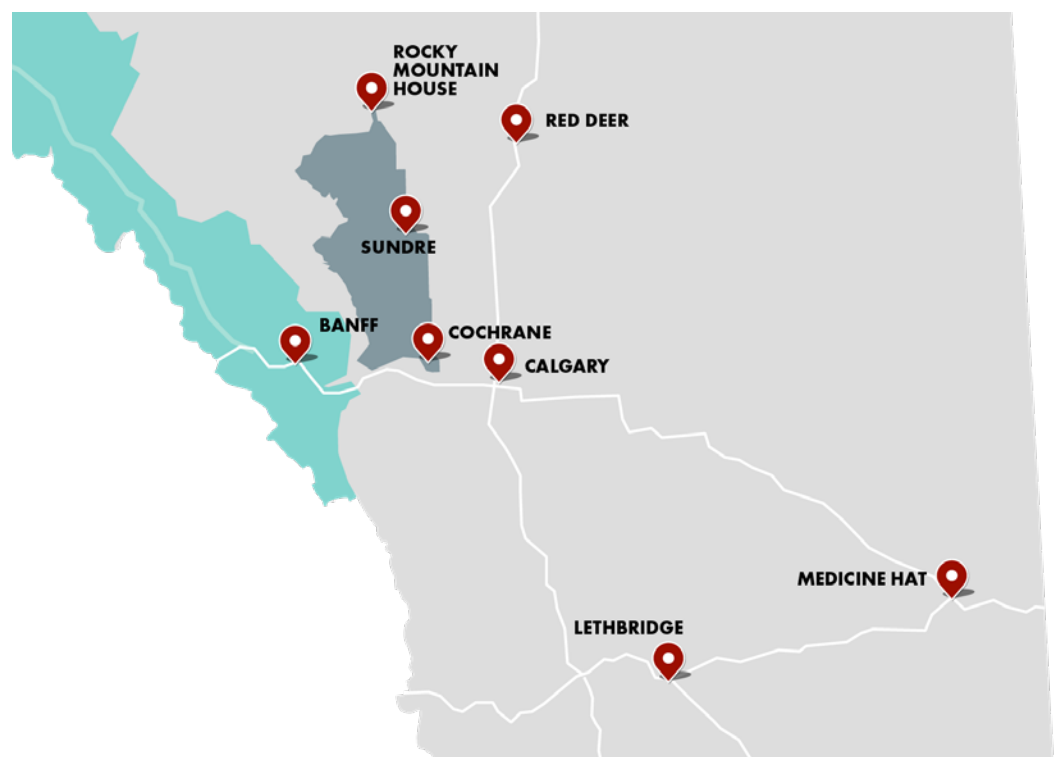 ROCKY
MOUNTAIN
HOUSE
RED DEER
SUNDRE
BANFF
COCHRANE
CALGARY
MEDICINE HAT
LETHBRIDGE